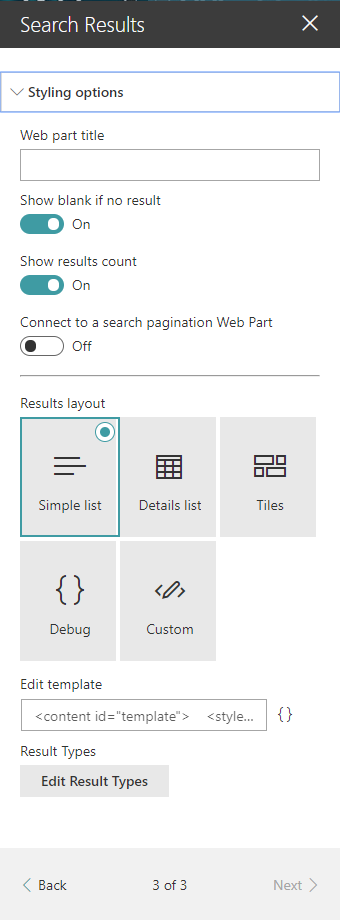 Search Results
Styling options
Web part title
Show blank if no result
On
Show results count
On
Connect to a search pagination Web Part
Off
Results layout
Simple list
Details list
Tiles
Debug
Custom
Edit template
<content id="template"> <style...
Result Types
Edit Result Types
Back 3 of 3 Next